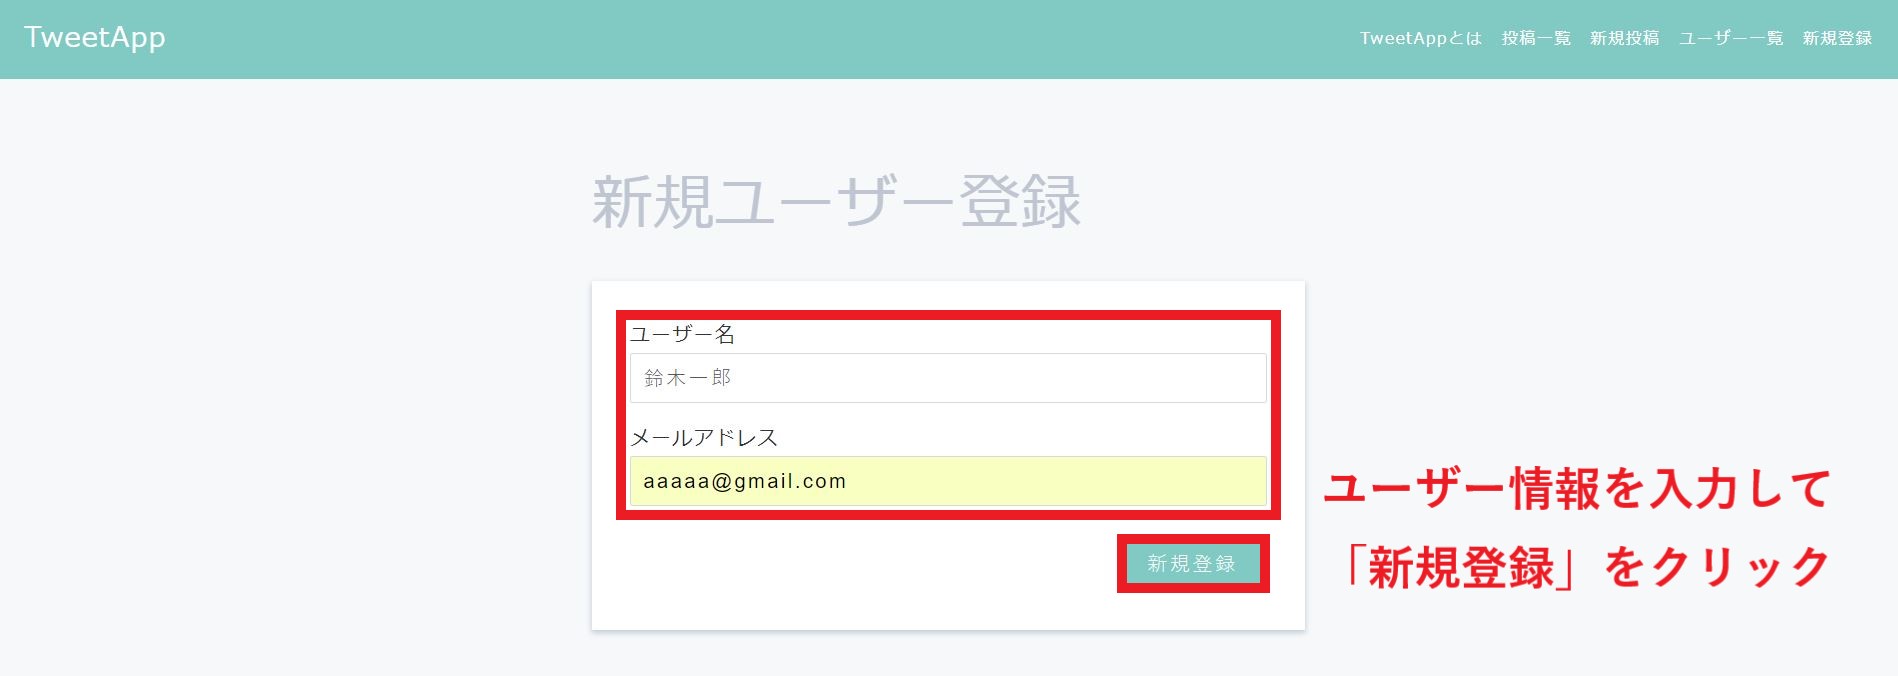 TweetApp
TweetAppとは 投稿一覧 新規投稿 ユーザー一覧 新規登録
新規ユーザー登録
ユーザー名
鈴木一郎
メールアドレス
aaaaa@gmail.com
新規登録
ユーザー情報を入力して
「新規登録」をクリック